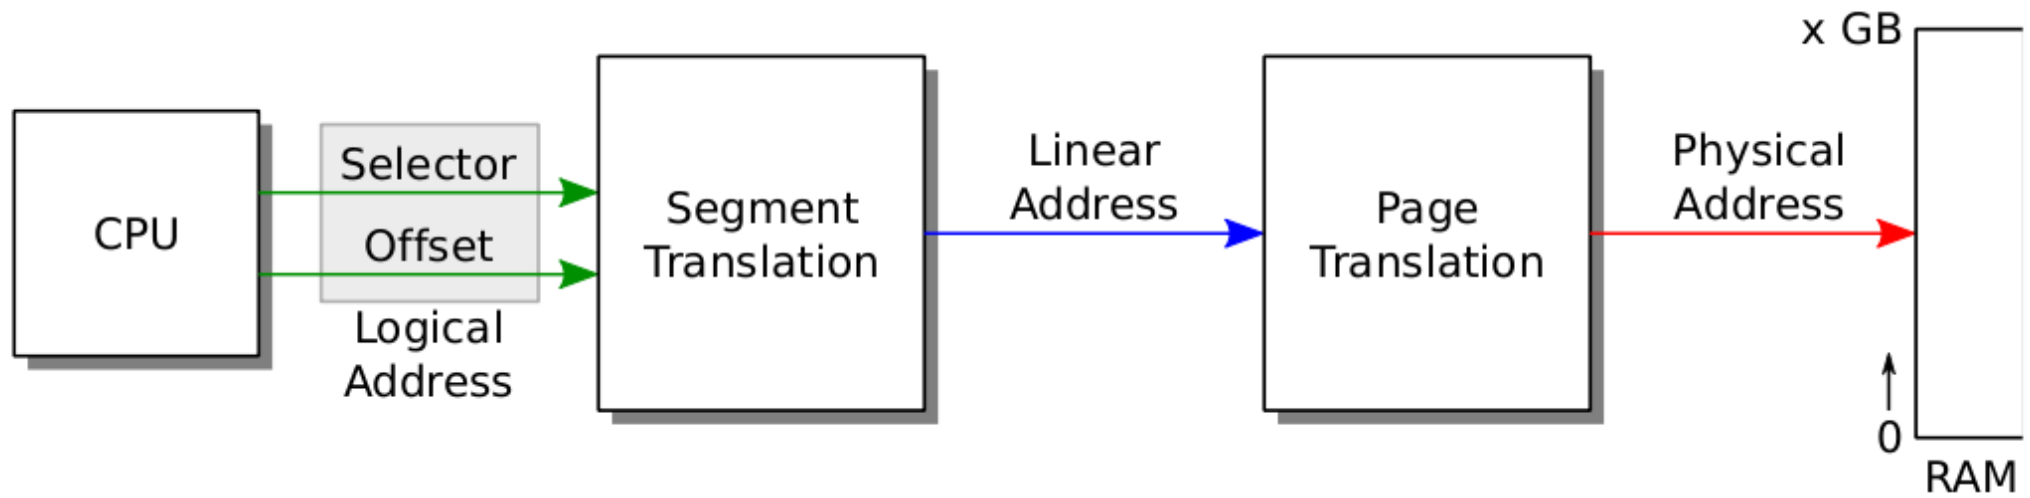 CPU
Selector
Offset
Logical
Address
Segment
Translation
Linear
Address
Page
Translation
Physical
Address
x GB
0
RAM